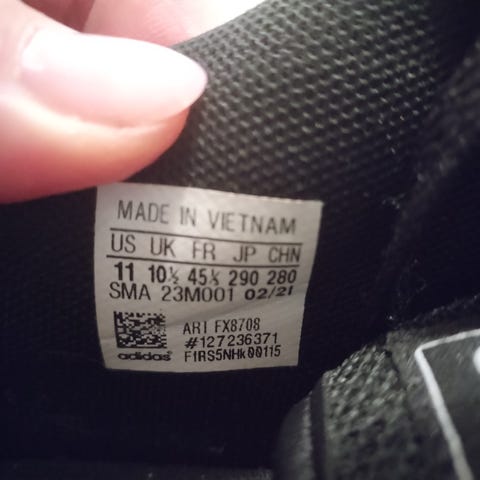 MADE IN VIETNAM
US UK FR JP CHN
11 10½ 45⅓ 290 280
SMA 23M001 02/21
ART FX8708
#127236371
adidas F1RS5NHk00115